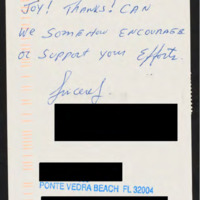 Joy! Thanks! CAN
We Somehow ENCOURAGE
or Support your Efforts.
Sincerely
PONTE VEDRA BEACH FL 32004